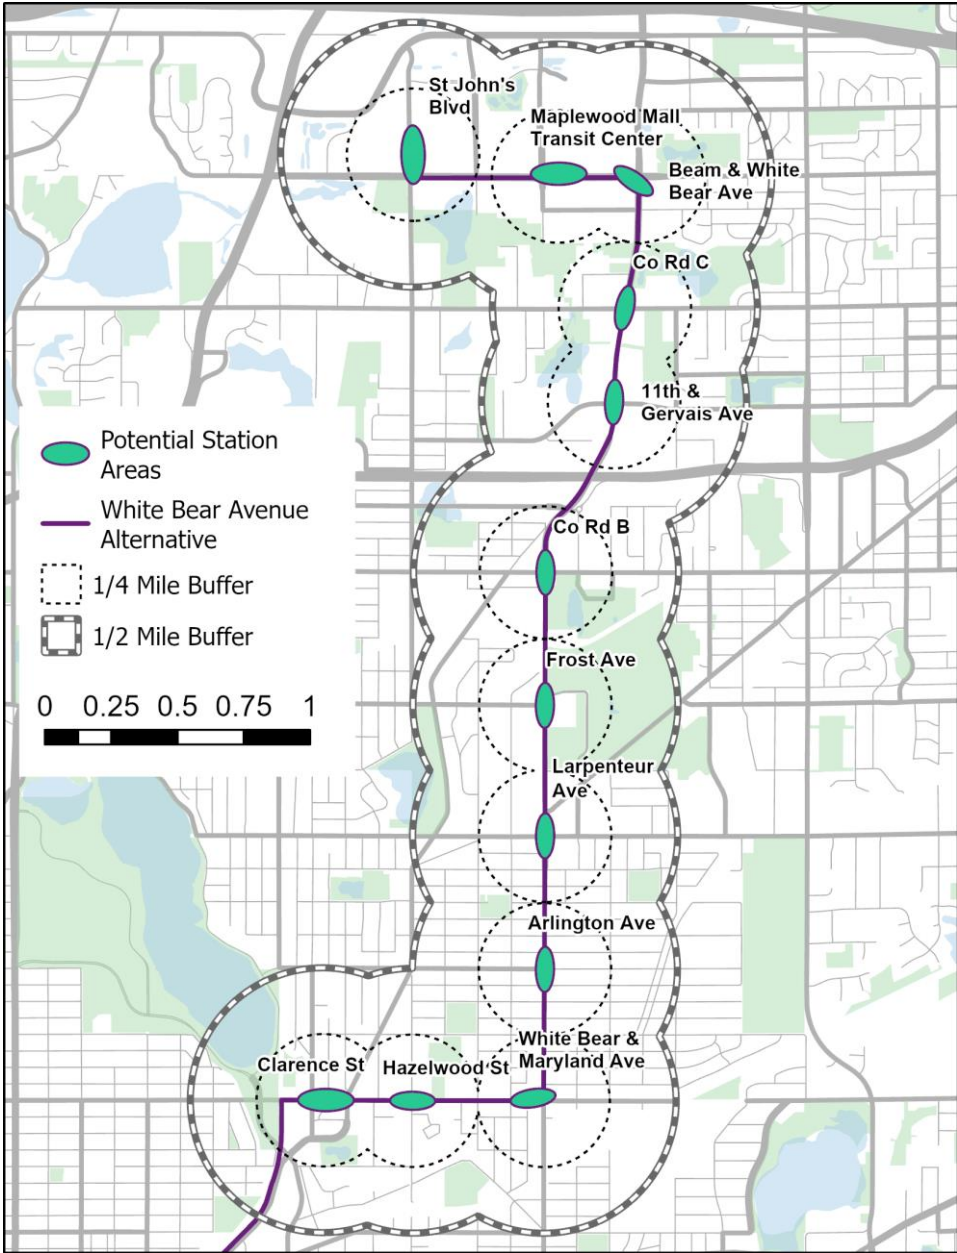 St John's
Blvd
Maplewood Mall
Transit Center
Beam & White
Bear Ave
Co Rd C
11th &
Gervais Ave
Potential Station
Areas
White Bear Avenue
Alternative
1/4 Mile Buffer
1/2 Mile Buffer
0 0.25 0.5 0.75 1
Co Rd B
Frost Ave
Larpenteur
Ave
Arlington Ave
White Bear &
Maryland Ave
Clarence St
Hazelwood St